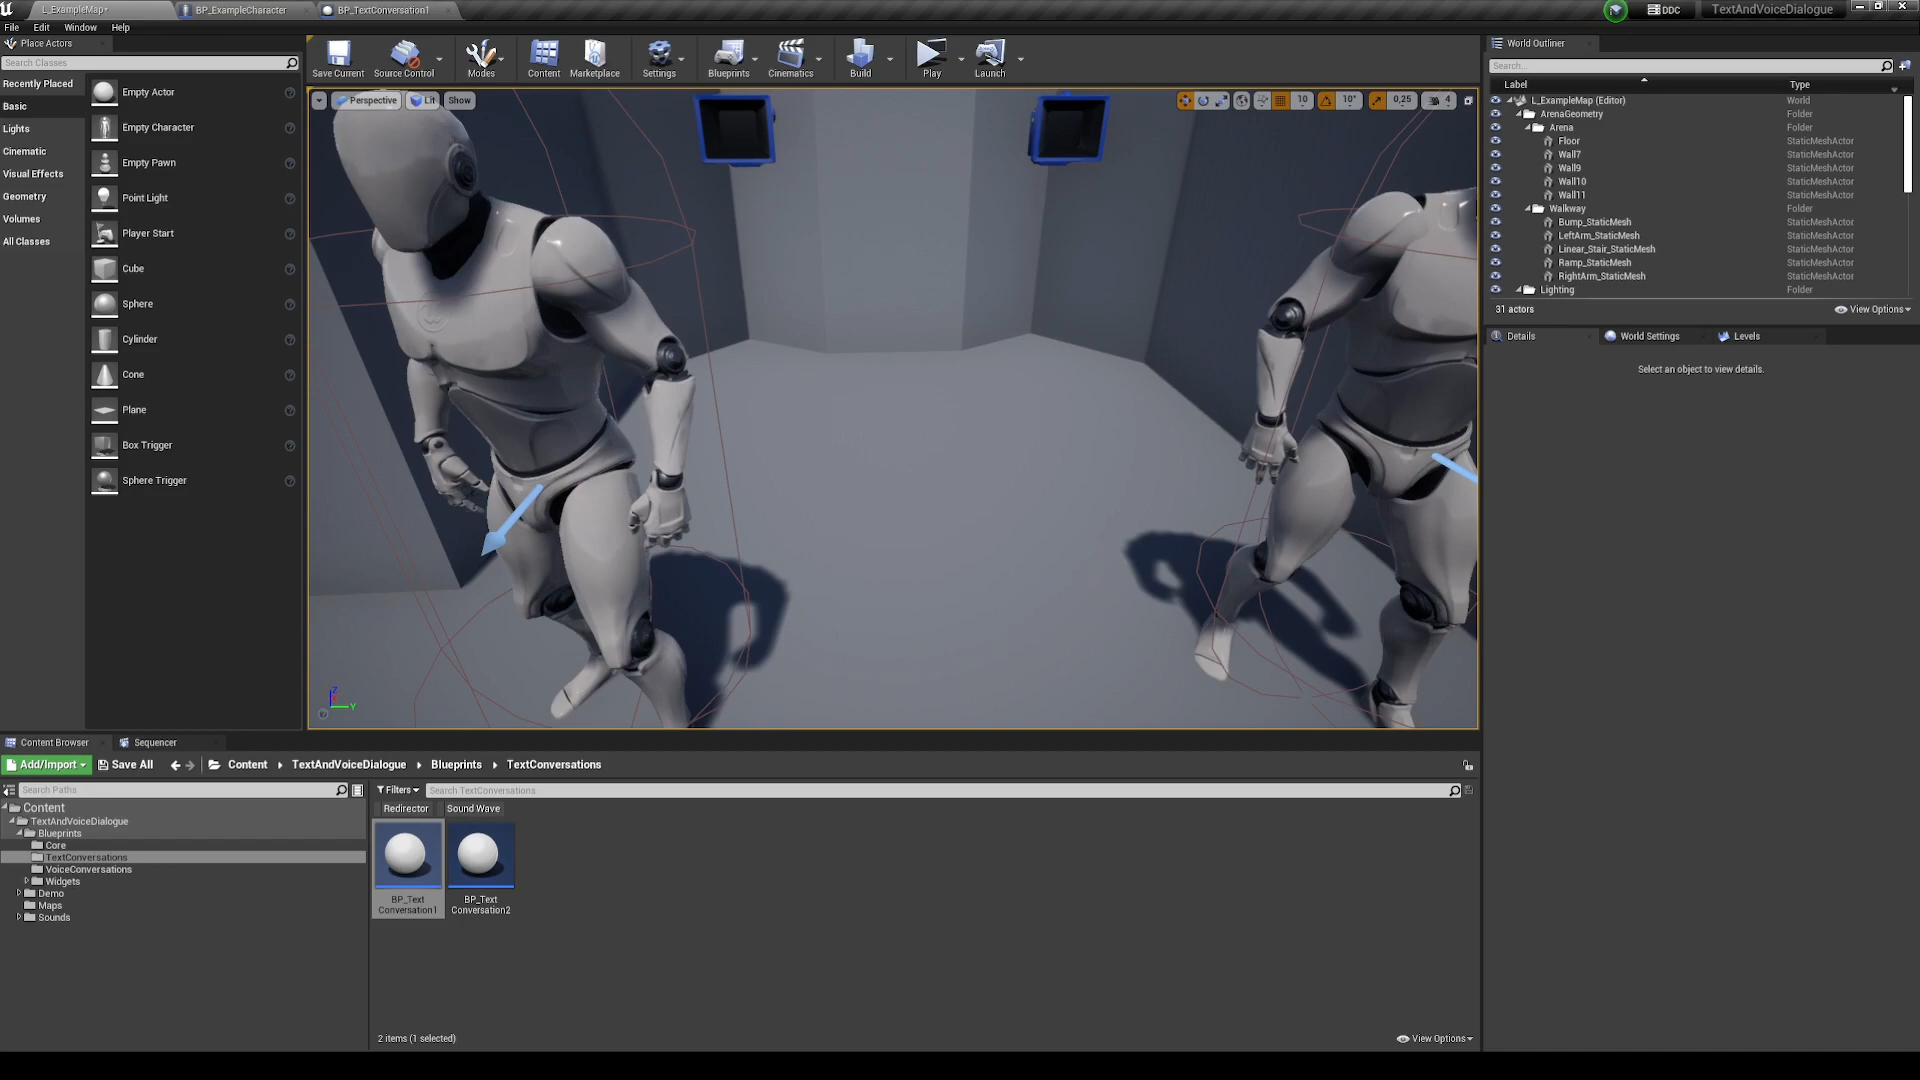 L_ExampleMap*
BP_ExampleCharacter
BP_TextConversation1
DDC
TextAndVoiceDialogue
File
Edit
Window
Help
Place Actors
Search Classes
Recently Placed
Basic
Lights
Cinematic
Visual Effects
Geometry
Volumes
All Classes
Empty Actor
Empty Character
Empty Pawn
Point Light
Player Start
Cube
Sphere
Cylinder
Cone
Plane
Box Trigger
Sphere Trigger
Save Current
Source Control
Modes
Content
Marketplace
Settings
Blueprints
Cinematics
Build
Play
Launch
Perspective
Lit
Show
10
10°
0,25
4
Z
Y
World Outliner
Search...
Label
Type
L_ExampleMap (Editor)
World
ArenaGeometry
Folder
Arena
Folder
Floor
StaticMeshActor
Wall7
StaticMeshActor
Wall9
StaticMeshActor
Wall10
StaticMeshActor
Wall11
StaticMeshActor
Walkway
Folder
Bump_StaticMesh
StaticMeshActor
LeftArm_StaticMesh
StaticMeshActor
Linear_Stair_StaticMesh
StaticMeshActor
Ramp_StaticMesh
StaticMeshActor
RightArm_StaticMesh
StaticMeshActor
Lighting
Folder
31 actors
View Options
Details
World Settings
Levels
Select an object to view details.
Content Browser
Sequencer
Add/Import
Save All
Content
TextAndVoiceDialogue
Blueprints
TextConversations
Search Paths
Filters
Search TextConversations
Redirector
Sound Wave
Content
TextAndVoiceDialogue
Blueprints
Core
TextConversations
VoiceConversations
Widgets
Demo
Maps
Sounds
BP_Text
Conversation1
BP_Text
Conversation2
2 items (1 selected)
View Options